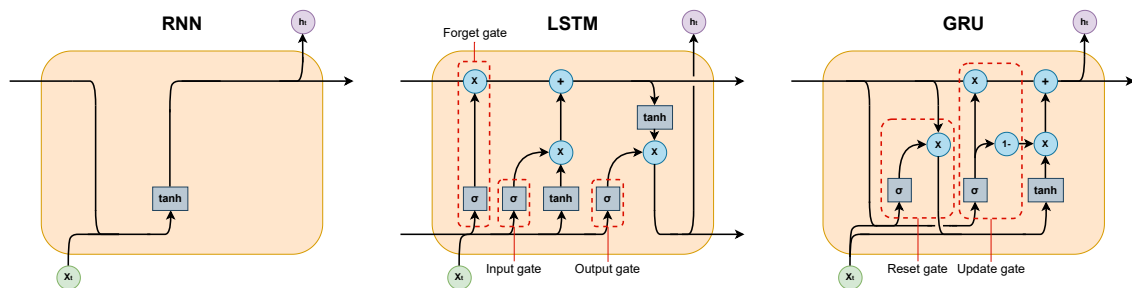 RNN
hₜ
tanh
Xₜ
LSTM
Forget gate
hₜ
X
+
tanh
X
X
σ
σ
tanh
σ
Input gate
Output gate
Xₜ
GRU
hₜ
X
+
X
1-
X
σ
σ
tanh
Reset gate
Update gate
Xₜ